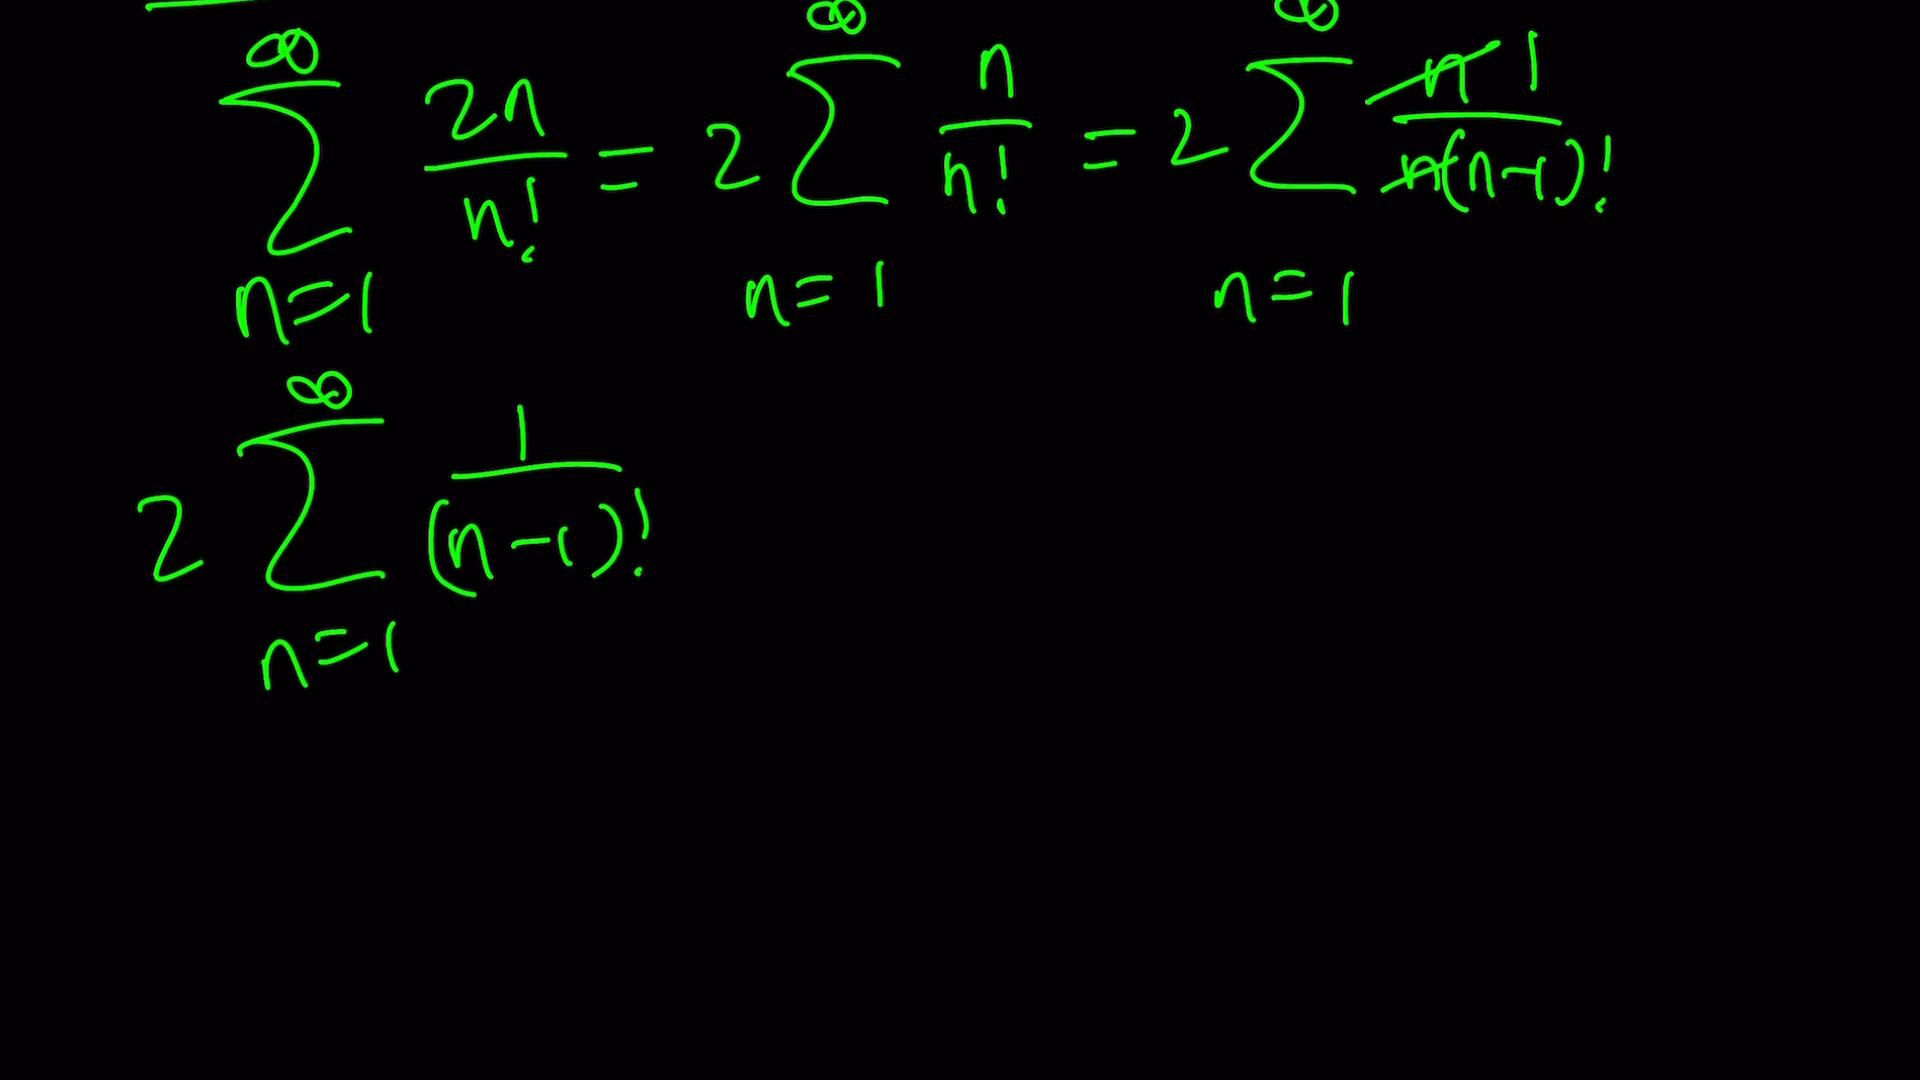 ∞ ∞ ∞
∑ 2n/n! = 2 ∑ n/n! = 2 ∑ n 1/n(n-1)!
n=1 n=1 n=1
∞
2 ∑ 1/(n-1)!
n=1